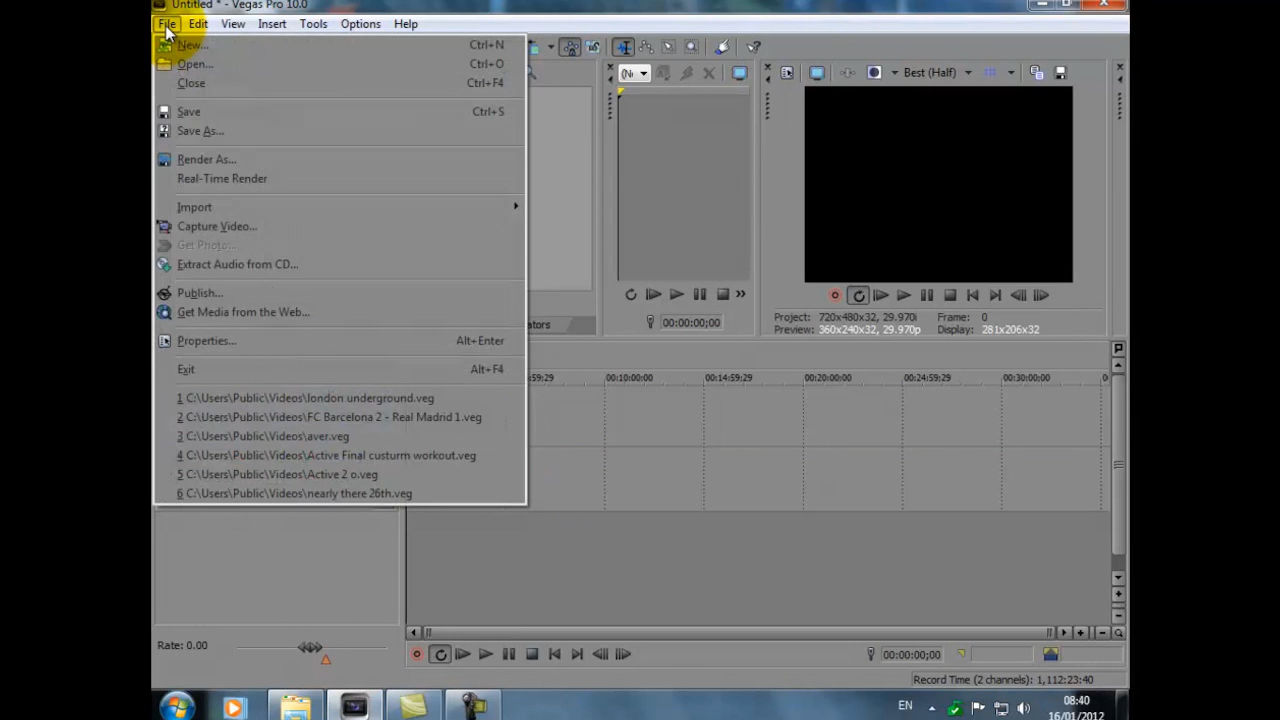 Untitled * - Vegas Pro 10.0
File Edit View Insert Tools Options Help
New... Ctrl+N
Open... Ctrl+O
Close Ctrl+F4
Save Ctrl+S
Save As...
Render As...
Real-Time Render
Import
Capture Video...
Get Photo...
Extract Audio from CD...
Publish...
Get Media from the Web...
Properties... Alt+Enter
Exit Alt+F4
1 C:\Users\Public\Videos\london underground.veg
2 C:\Users\Public\Videos\FC Barcelona 2 - Real Madrid 1.veg
3 C:\Users\Public\Videos\aver.veg
4 C:\Users\Public\Videos\Active Final custurm workout.veg
5 C:\Users\Public\Videos\Active 2 o.veg
6 C:\Users\Public\Videos\nearly there 26th.veg
Best (Half)
00:00:00;00
Project: 720x480x32, 29.970i Frame: 0
Preview: 360x240x32, 29.970p Display: 281x206x32
ators
:59;29 00:10:00;00 00:14:59;29 00:20:00;00 00:24:59;29 00:30:00;00
Rate: 0.00
00:00:00;00
Record Time (2 channels): 1,112:23:40
EN
08:40
16/01/2012